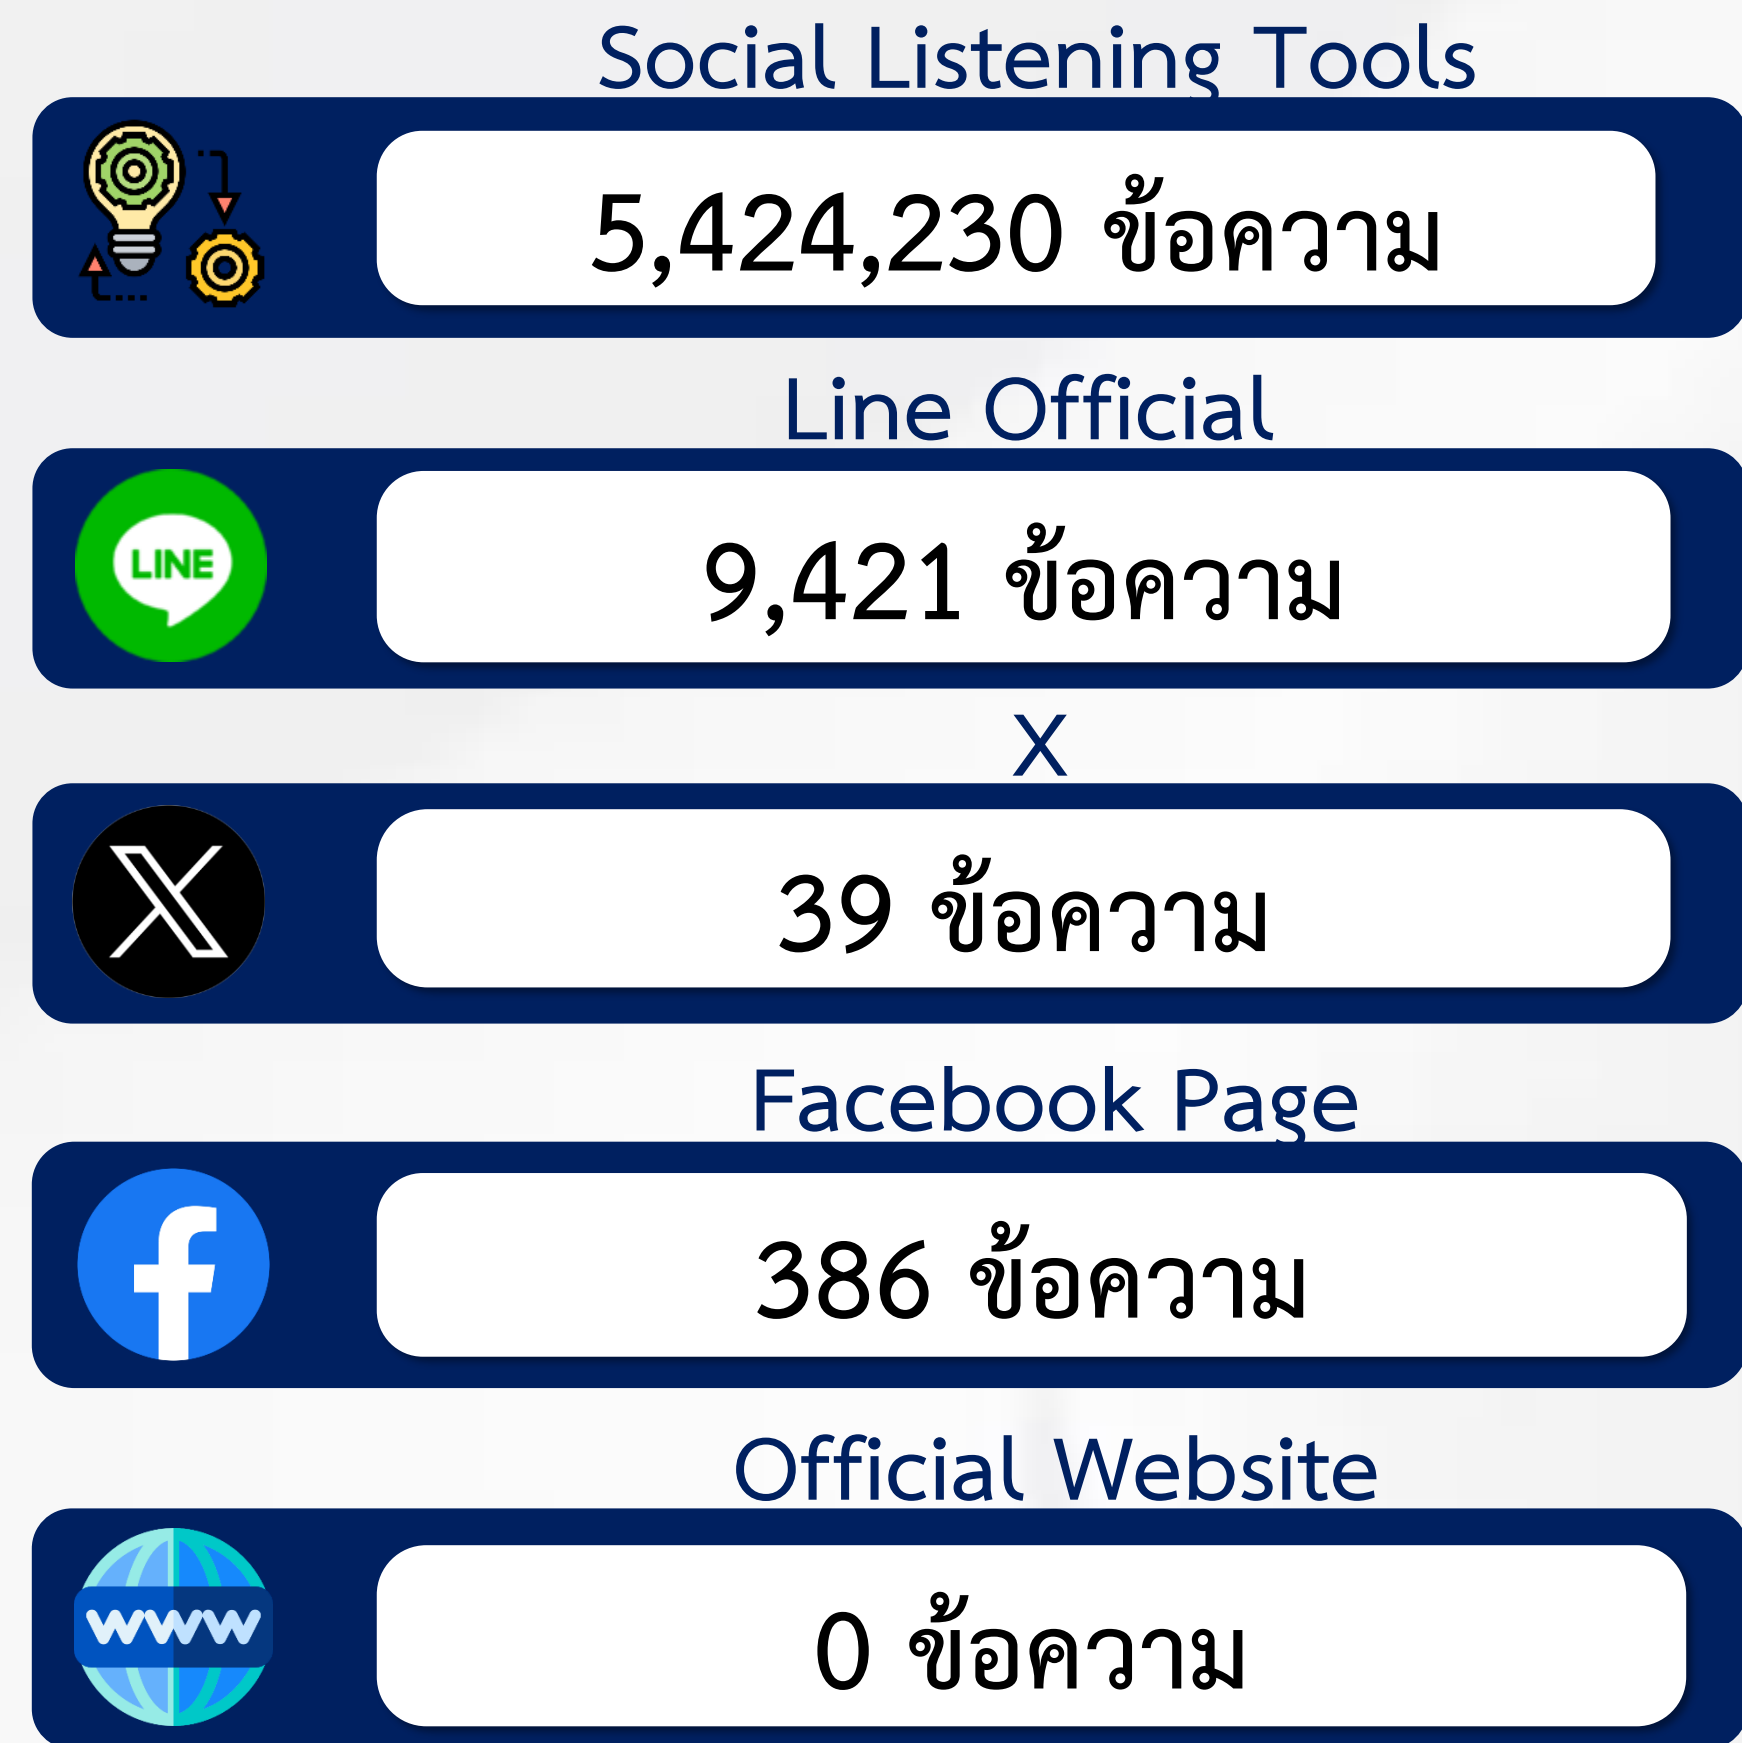 Social Listening Tools
5,424,230 ข้อความ
Line Official
LINE
9,421 ข้อความ
X
39 ข้อความ
Facebook Page
386 ข้อความ
Official Website
www
0 ข้อความ